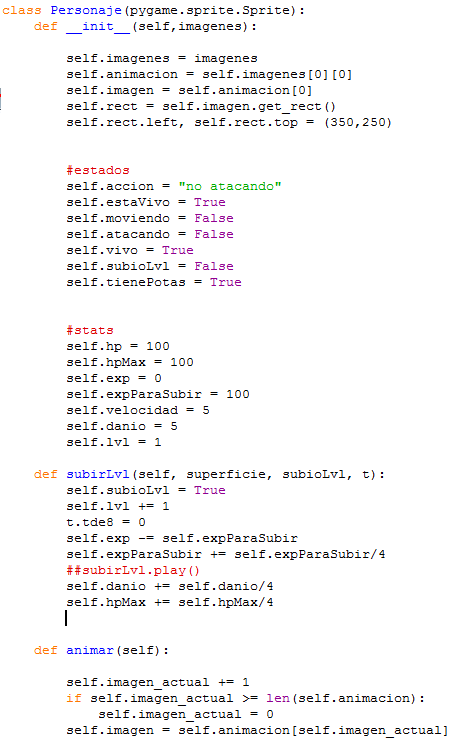 class Personaje(pygame.sprite.Sprite):
    def __init__(self,imagenes):

        self.imagenes = imagenes
        self.animacion = self.imagenes[0][0]
        self.imagen = self.animacion[0]
        self.rect = self.imagen.get_rect()
        self.rect.left, self.rect.top = (350,250)


        #estados
        self.accion = "no atacando"
        self.estaVivo = True
        self.moviendo = False
        self.atacando = False
        self.vivo = True
        self.subioLvl = False
        self.tienePotas = True


        #stats
        self.hp = 100
        self.hpMax = 100
        self.exp = 0
        self.expParaSubir = 100
        self.velocidad = 5
        self.danio = 5
        self.lvl = 1

    def subirLvl(self, superficie, subioLvl, t):
        self.subioLvl = True
        self.lvl += 1
        t.tde8 = 0
        self.exp -= self.expParaSubir
        self.expParaSubir += self.expParaSubir/4
        ##subirLvl.play()
        self.danio += self.danio/4
        self.hpMax += self.hpMax/4


    def animar(self):

        self.imagen_actual += 1
        if self.imagen_actual >= len(self.animacion):
            self.imagen_actual = 0
        self.imagen = self.animacion[self.imagen_actual]